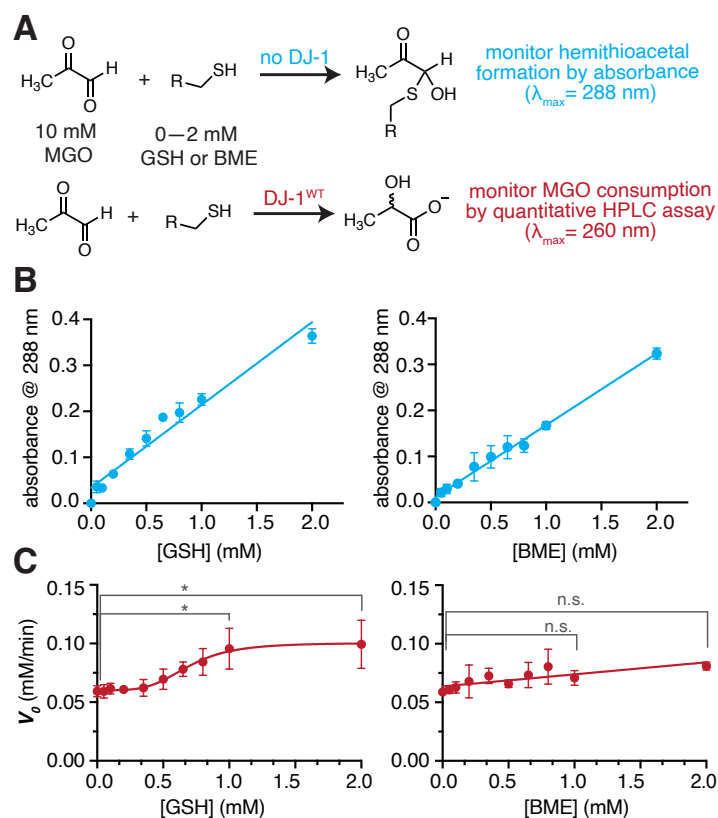 A
O
H3C
H
O
+
R
SH
no DJ-1
O
H3C
H
S
OH
R
monitor hemithioacetal
formation by absorbance
(λmax= 288 nm)
10 mM
MGO
0—2 mM
GSH or BME
O
H3C
H
O
+
R
SH
DJ-1WT
OH
H3C
O−
O
monitor MGO consumption
by quantitative HPLC assay
(λmax= 260 nm)
B
absorbance @ 288 nm
0.4
0.3
0.2
0.1
0.0
0.0 0.5 1.0 1.5 2.0
[GSH] (mM)
absorbance @ 288 nm
0.4
0.3
0.2
0.1
0.0
0.0 0.5 1.0 1.5 2.0
[BME] (mM)
C
V0 (mM/min)
0.15
0.10
0.05
0.00
*
*
0.0 0.5 1.0 1.5 2.0
[GSH] (mM)
0.15
0.10
0.05
0.00
n.s.
n.s.
0.0 0.5 1.0 1.5 2.0
[BME] (mM)